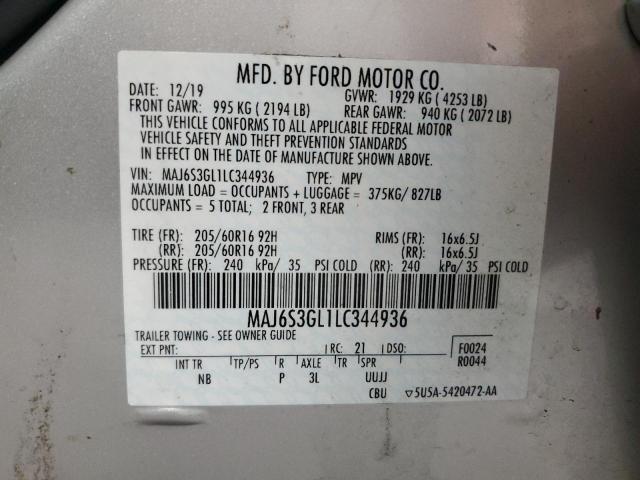 MFD. BY FORD MOTOR CO.
DATE: 12/19 GVWR: 1929 KG ( 4253 LB)
FRONT GAWR: 995 KG ( 2194 LB) REAR GAWR: 940 KG ( 2072 LB)
THIS VEHICLE CONFORMS TO ALL APPLICABLE FEDERAL MOTOR
VEHICLE SAFETY AND THEFT PREVENTION STANDARDS
IN EFFECT ON THE DATE OF MANUFACTURE SHOWN ABOVE.
VIN: MAJ6S3GL1LC344936 TYPE: MPV
MAXIMUM LOAD = OCCUPANTS + LUGGAGE = 375KG/ 827LB
OCCUPANTS = 5 TOTAL; 2 FRONT, 3 REAR
TIRE (FR): 205/60R16 92H RIMS (FR): 16x6.5J
(RR): 205/60R16 92H (RR): 16x6.5J
PRESSURE (FR): 240 kPa/ 35 PSI COLD (RR): 240 kPa/ 35 PSI COLD
MAJ6S3GL1LC344936
TRAILER TOWING - SEE OWNER GUIDE
EXT PNT: RC: 21 DSO: F0024
INT TR TP/PS R AXLE TR SPR R0044
NB P 3L UUJJ
CBU ▽5U5A-5420472-AA